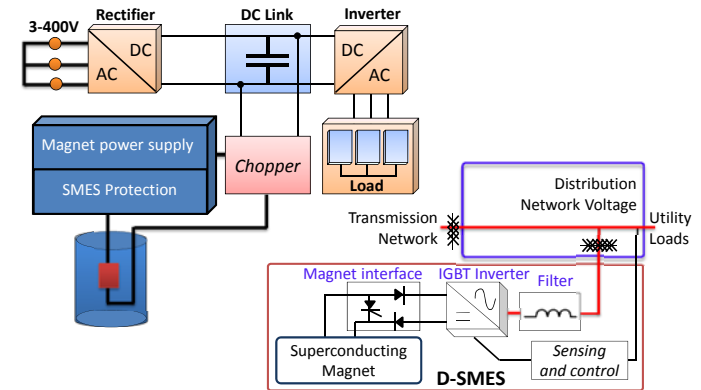 Rectifier
DC Link
Inverter
3-400V
DC
AC
DC
AC
Magnet power supply
SMES Protection
Chopper
Load
Distribution
Network Voltage
Transmission
Network
Utility
Loads
Magnet interface
IGBT Inverter
Filter
Superconducting
Magnet
Sensing
and control
D-SMES